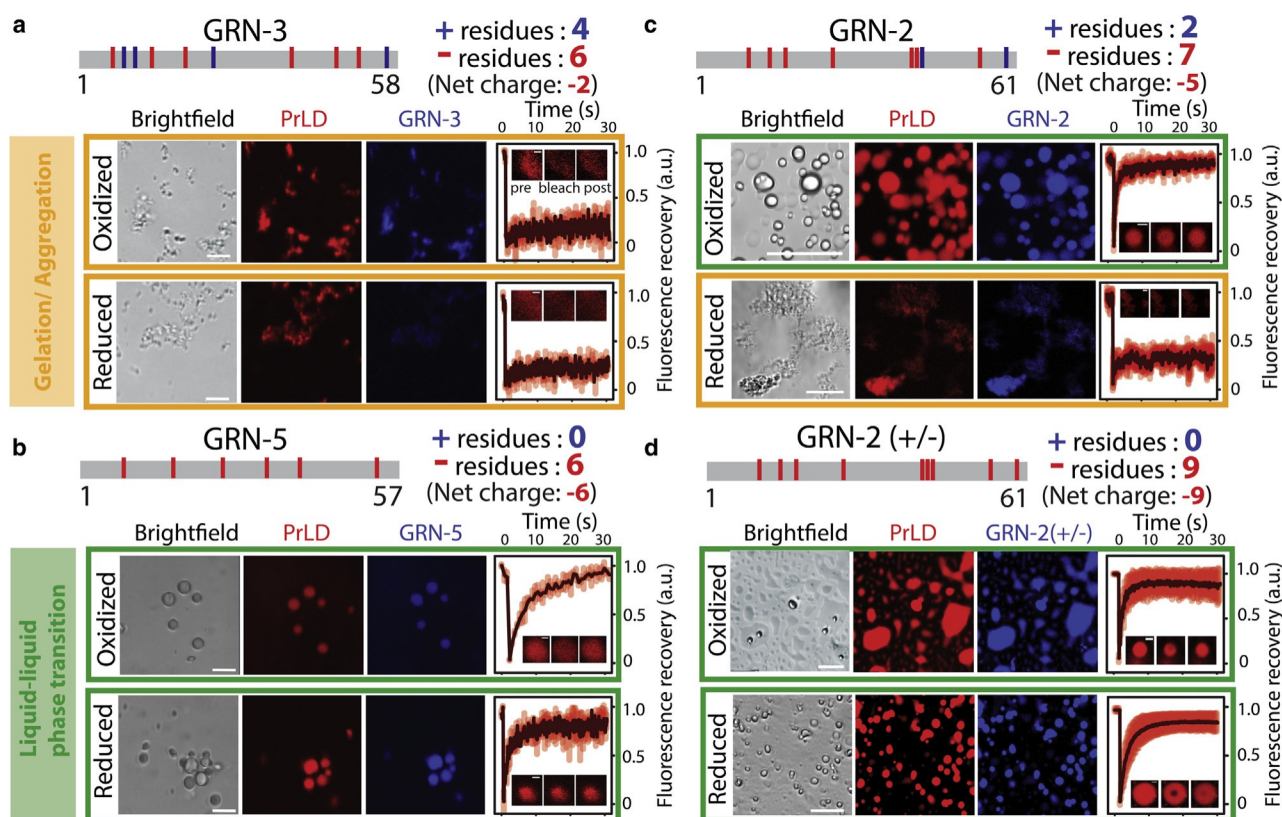 a
GRN-3
+ residues : 4
- residues : 6
(Net charge: -2)
1
58
Brightfield
PrLD
GRN-3
Time (s)
0 10 20 30
Gelation/ Aggregation
Oxidized
pre bleach post
1.0
0.5
0
Reduced
1.0
0.5
0
Fluorescence recovery (a.u.)
b
GRN-5
+ residues : 0
- residues : 6
(Net charge: -6)
1
57
Brightfield
PrLD
GRN-5
Time (s)
0 10 20 30
Liquid-liquid
phase transition
Oxidized
1.0
0.5
0
Reduced
1.0
0.5
0
Fluorescence recovery (a.u.)
c
GRN-2
+ residues : 2
- residues : 7
(Net charge: -5)
1
61
Brightfield
PrLD
GRN-2
Time (s)
0 10 20 30
Oxidized
1.0
0.5
0
Reduced
1.0
0.5
0
Fluorescence recovery (a.u.)
d
GRN-2 (+/-)
+ residues : 0
- residues : 9
(Net charge: -9)
1
61
Brightfield
PrLD
GRN-2(+/-)
Time (s)
0 10 20 30
Oxidized
1.0
0.5
0
Reduced
1.0
0.5
0
Fluorescence recovery (a.u.)